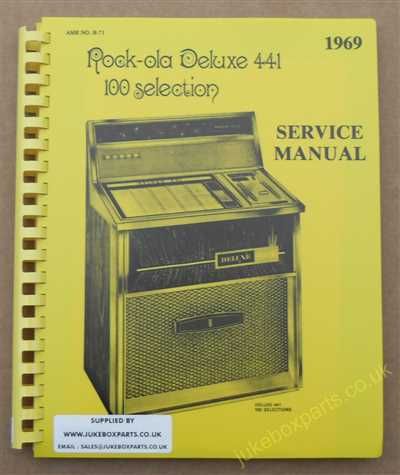 AMR NO. R-71
1969
Rock-ola Deluxe 441
100 selection
SERVICE
MANUAL
DELUXE
DELUXE 441
100 SELECTIONS
SUPPLIED BY
WWW.JUKEBOXPARTS.CO.UK
EMAIL : SALES@JUKEBOXPARTS.CO.UK
jukeboxparts.co.uk